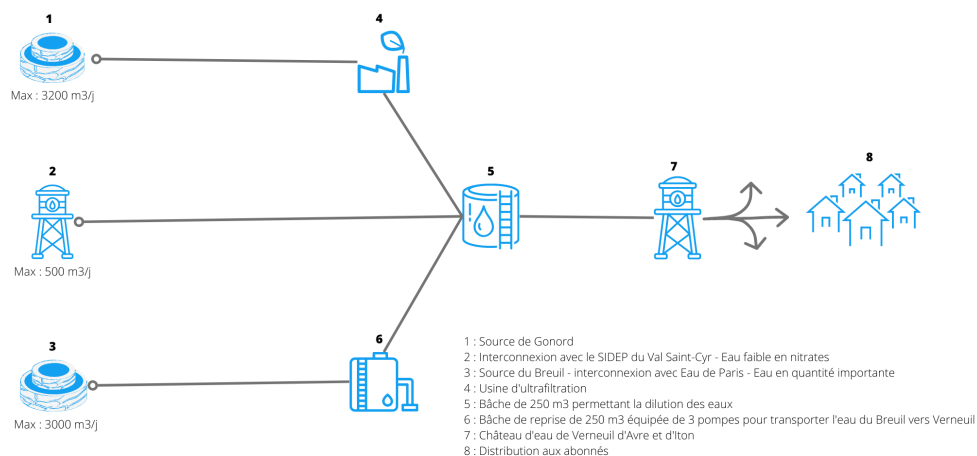 1
4
Max : 3200 m3/j
2
5
7
8
Max : 500 m3/j
3
6
Max : 3000 m3/j
1 : Source de Gonord
2 : Interconnexion avec le SIDEP du Val Saint-Cyr - Eau faible en nitrates
3 : Source du Breuil - interconnexion avec Eau de Paris - Eau en quantité importante
4 : Usine d'ultrafiltration
5 : Bâche de 250 m3 permettant la dilution des eaux
6 : Bâche de reprise de 250 m3 équipée de 3 pompes pour transporter l'eau du Breuil vers Verneuil
7 : Château d'eau de Verneuil d'Avre et d'Iton
8 : Distribution aux abonnés